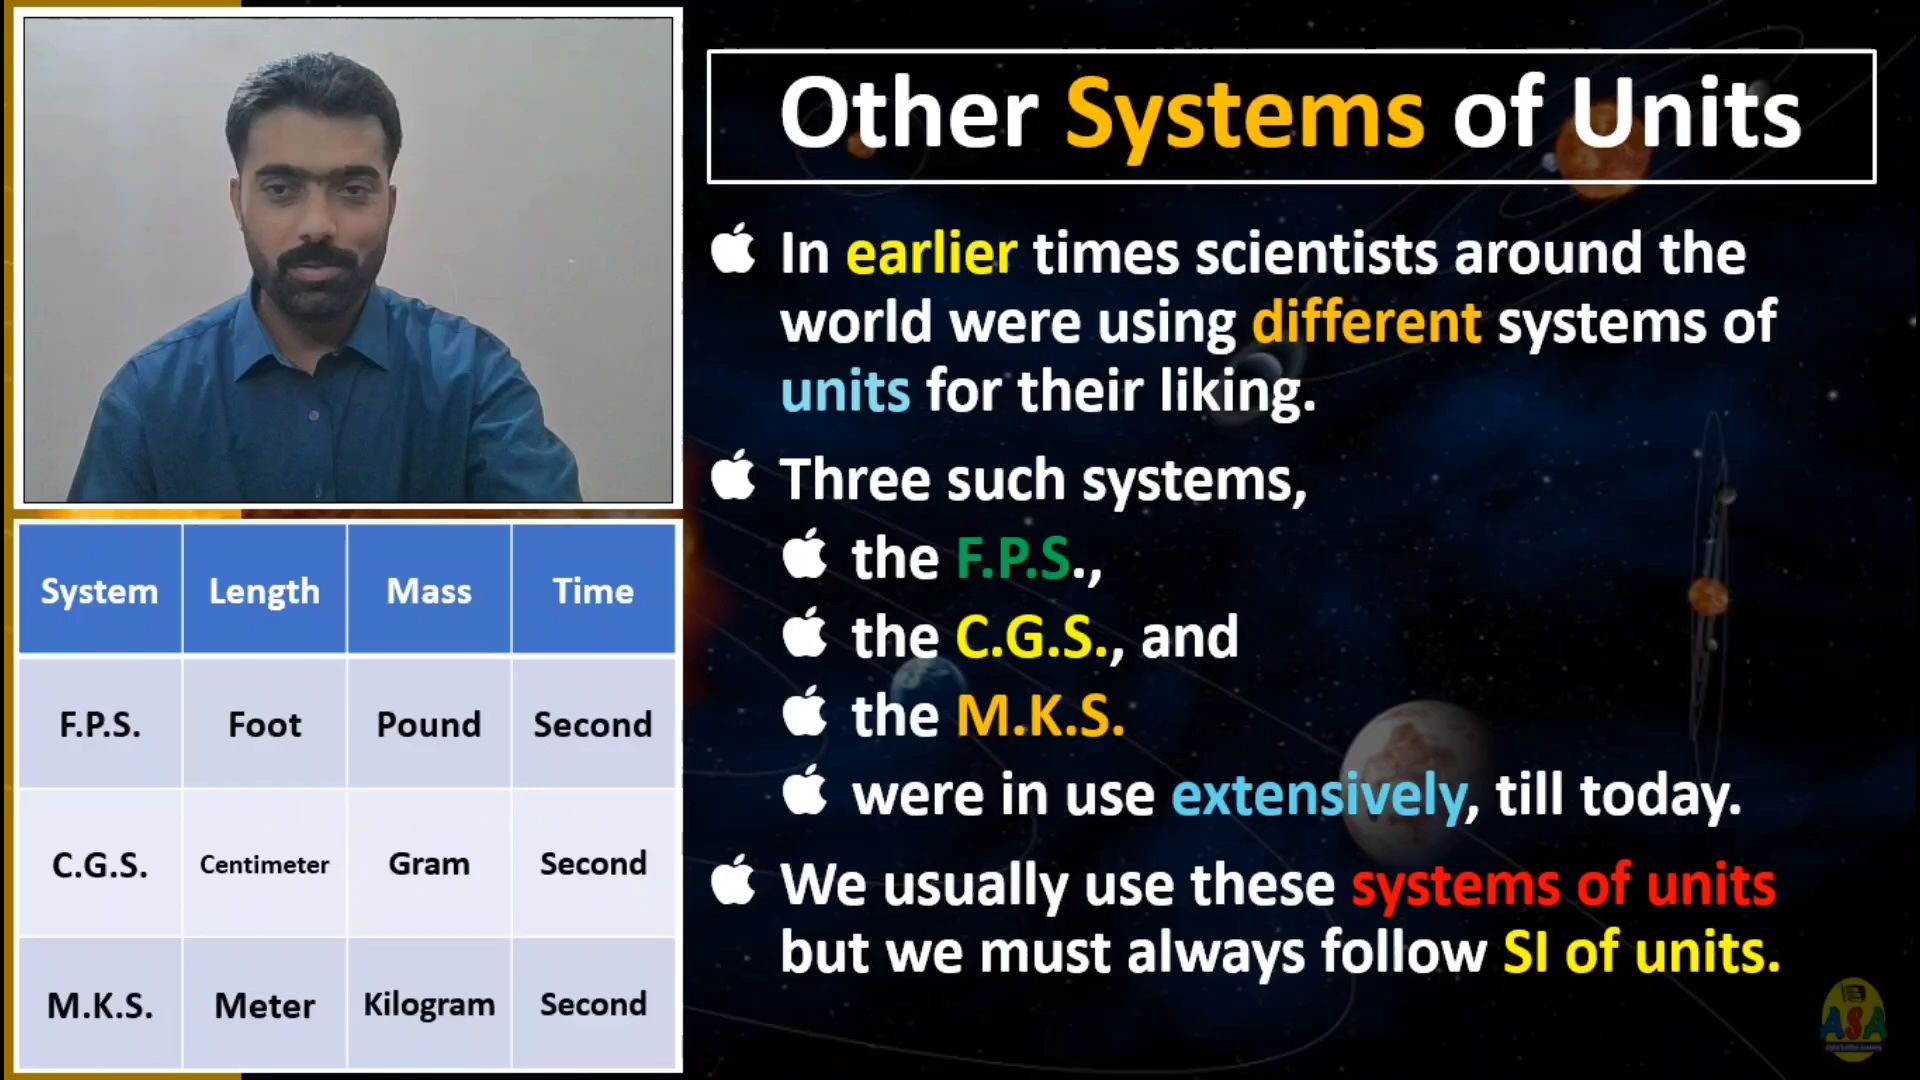 Other Systems of Units
In earlier times scientists around the
world were using different systems of
units for their liking.
Three such systems,
the F.P.S.,
the C.G.S., and
the M.K.S.
were in use extensively, till today.
We usually use these systems of units
but we must always follow SI of units.
System Length Mass Time
F.P.S. Foot Pound Second
C.G.S. Centimeter Gram Second
M.K.S. Meter Kilogram Second
ASA